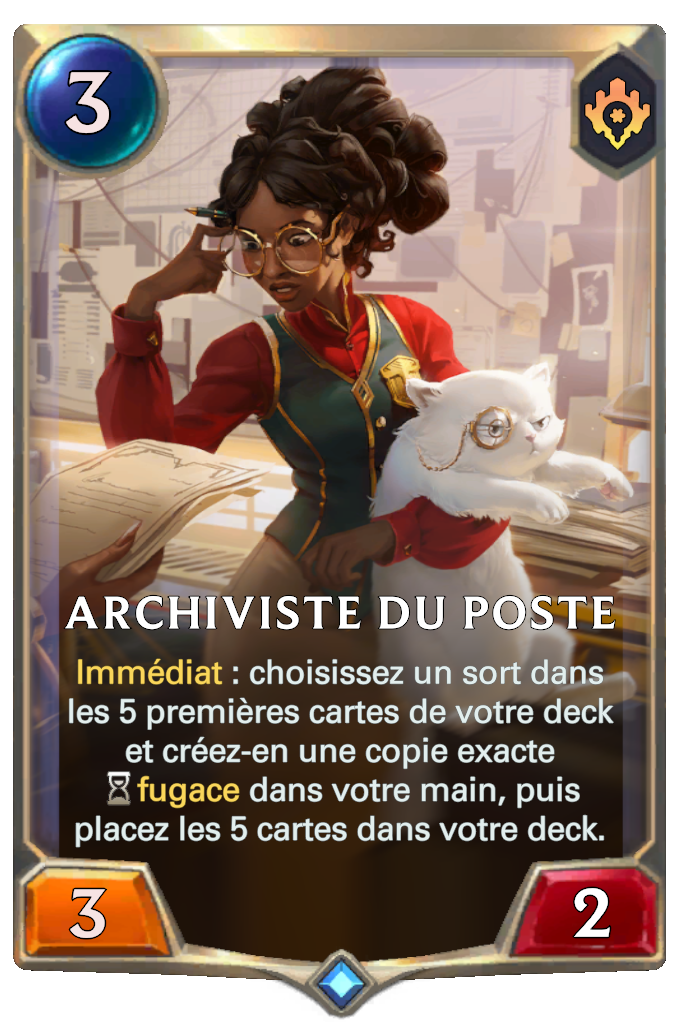 3
ARCHIVISTE DU POSTE
Immédiat : choisissez un sort dans
les 5 premières cartes de votre deck
et créez-en une copie exacte
fugace dans votre main, puis
placez les 5 cartes dans votre deck.
3
2